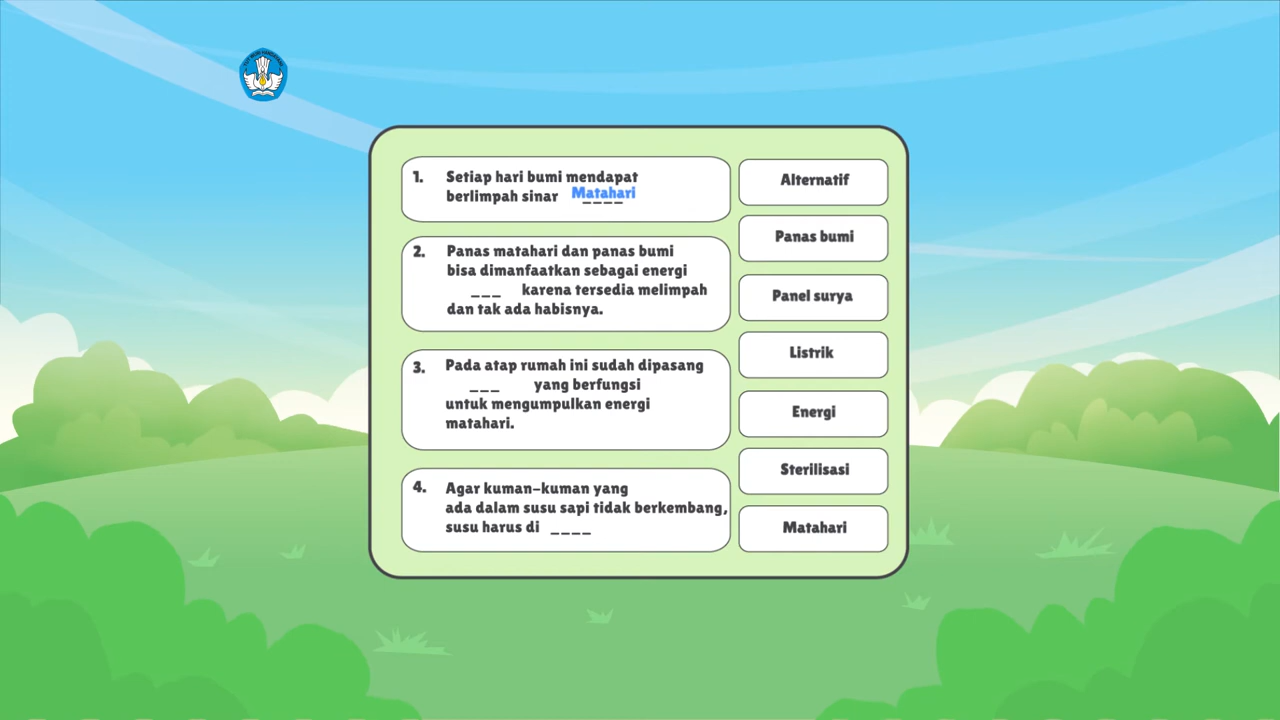 1. Setiap hari bumi mendapat
berlimpah sinar Matahari
2. Panas matahari dan panas bumi
bisa dimanfaatkan sebagai energi
___ karena tersedia melimpah
dan tak ada habisnya.
3. Pada atap rumah ini sudah dipasang
___ yang berfungsi
untuk mengumpulkan energi
matahari.
4. Agar kuman-kuman yang
ada dalam susu sapi tidak berkembang,
susu harus di ____
Alternatif
Panas bumi
Panel surya
Listrik
Energi
Sterilisasi
Matahari